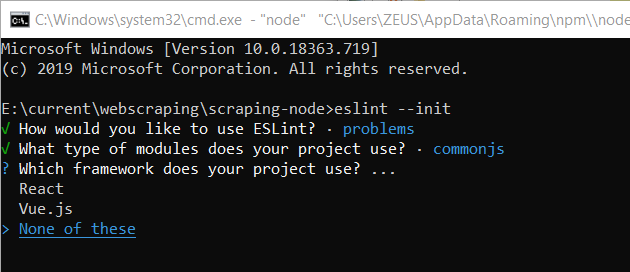 C:\Windows\system32\cmd.exe - "node" "C:\Users\ZEUS\AppData\Roaming\npm\\node
Microsoft Windows [Version 10.0.18363.719]
(c) 2019 Microsoft Corporation. All rights reserved.
E:\current\webscraping\scraping-node>eslint --init
√ How would you like to use ESLint? · problems
√ What type of modules does your project use? · commonjs
? Which framework does your project use? ...
React
Vue.js
> None of these